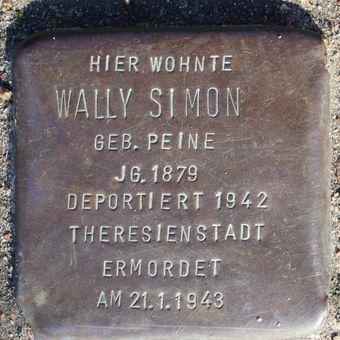 HIER WOHNTE
WALLY SIMON
GEB. PEINE
JG. 1879
DEPORTIERT 1942
THERESIENSTADT
ERMORDET
AM 21.1.1943